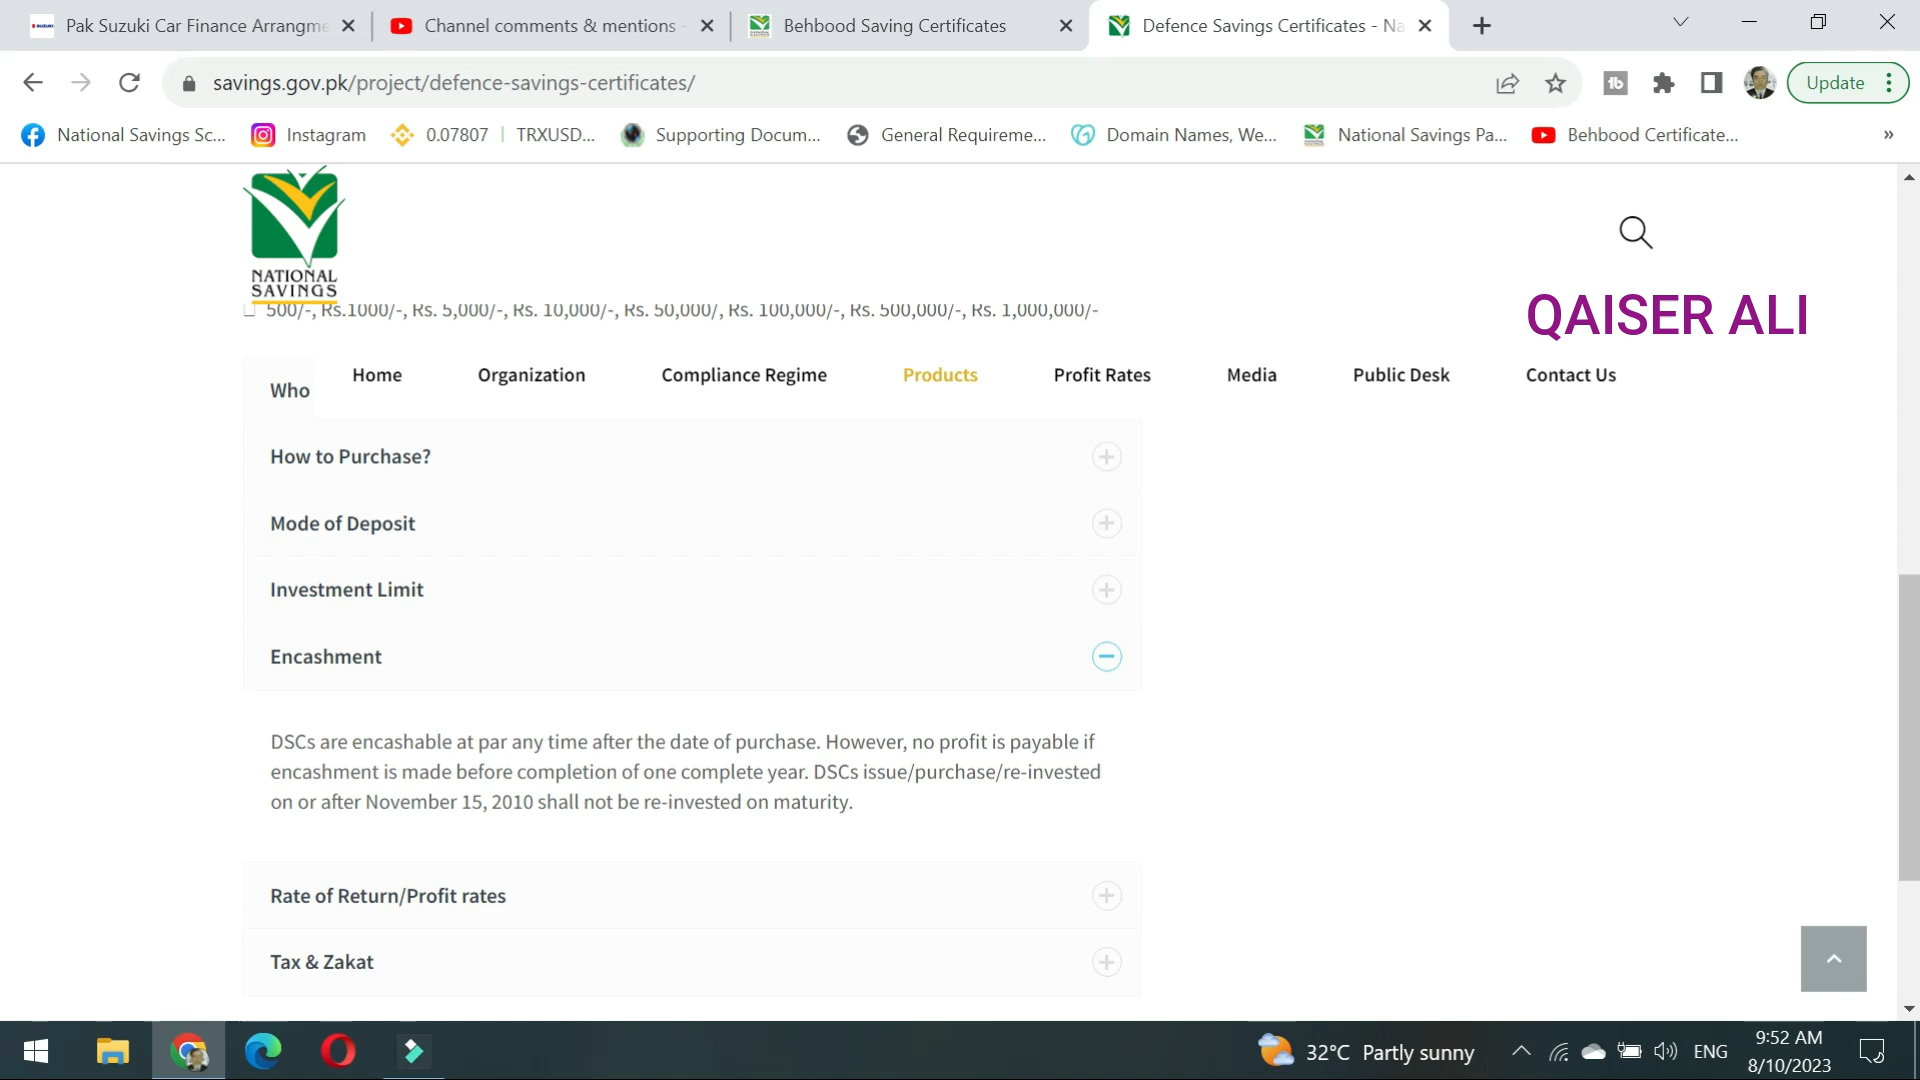 Pak Suzuki Car Finance Arrangme
Channel comments & mentions -
Behbood Saving Certificates
Defence Savings Certificates - Na
savings.gov.pk/project/defence-savings-certificates/
Update
National Savings Sc...
Instagram
0.07807 | TRXUSD...
Supporting Docum...
General Requireme...
Domain Names, We...
National Savings Pa...
Behbood Certificate...
NATIONAL
SAVINGS
500/-, Rs.1000/-, Rs. 5,000/-, Rs. 10,000/-, Rs. 50,000/, Rs. 100,000/-, Rs. 500,000/-, Rs. 1,000,000/-
QAISER ALI
Home
Organization
Compliance Regime
Products
Profit Rates
Media
Public Desk
Contact Us
Who
How to Purchase?
Mode of Deposit
Investment Limit
Encashment
DSCs are encashable at par any time after the date of purchase. However, no profit is payable if
encashment is made before completion of one complete year. DSCs issue/purchase/re-invested
on or after November 15, 2010 shall not be re-invested on maturity.
Rate of Return/Profit rates
Tax & Zakat
32°C Partly sunny
ENG
9:52 AM
8/10/2023